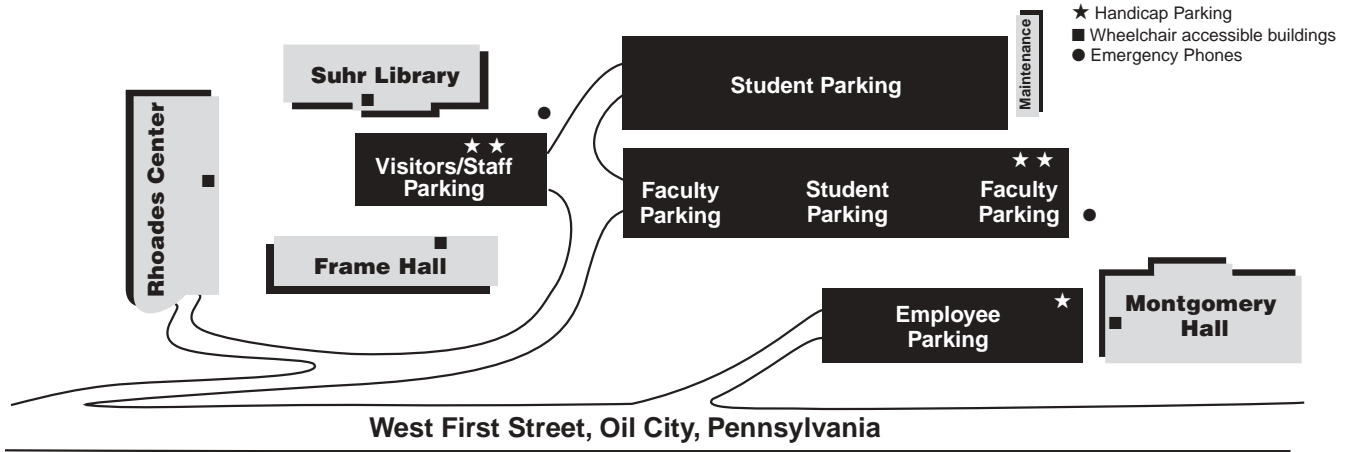 ★ Handicap Parking
■ Wheelchair accessible buildings
● Emergency Phones
Maintenance
Suhr Library
Student Parking
Rhoades Center
Visitors/Staff
Parking
Faculty
Parking
Student
Parking
Faculty
Parking
Frame Hall
Employee
Parking
Montgomery
Hall
West First Street, Oil City, Pennsylvania